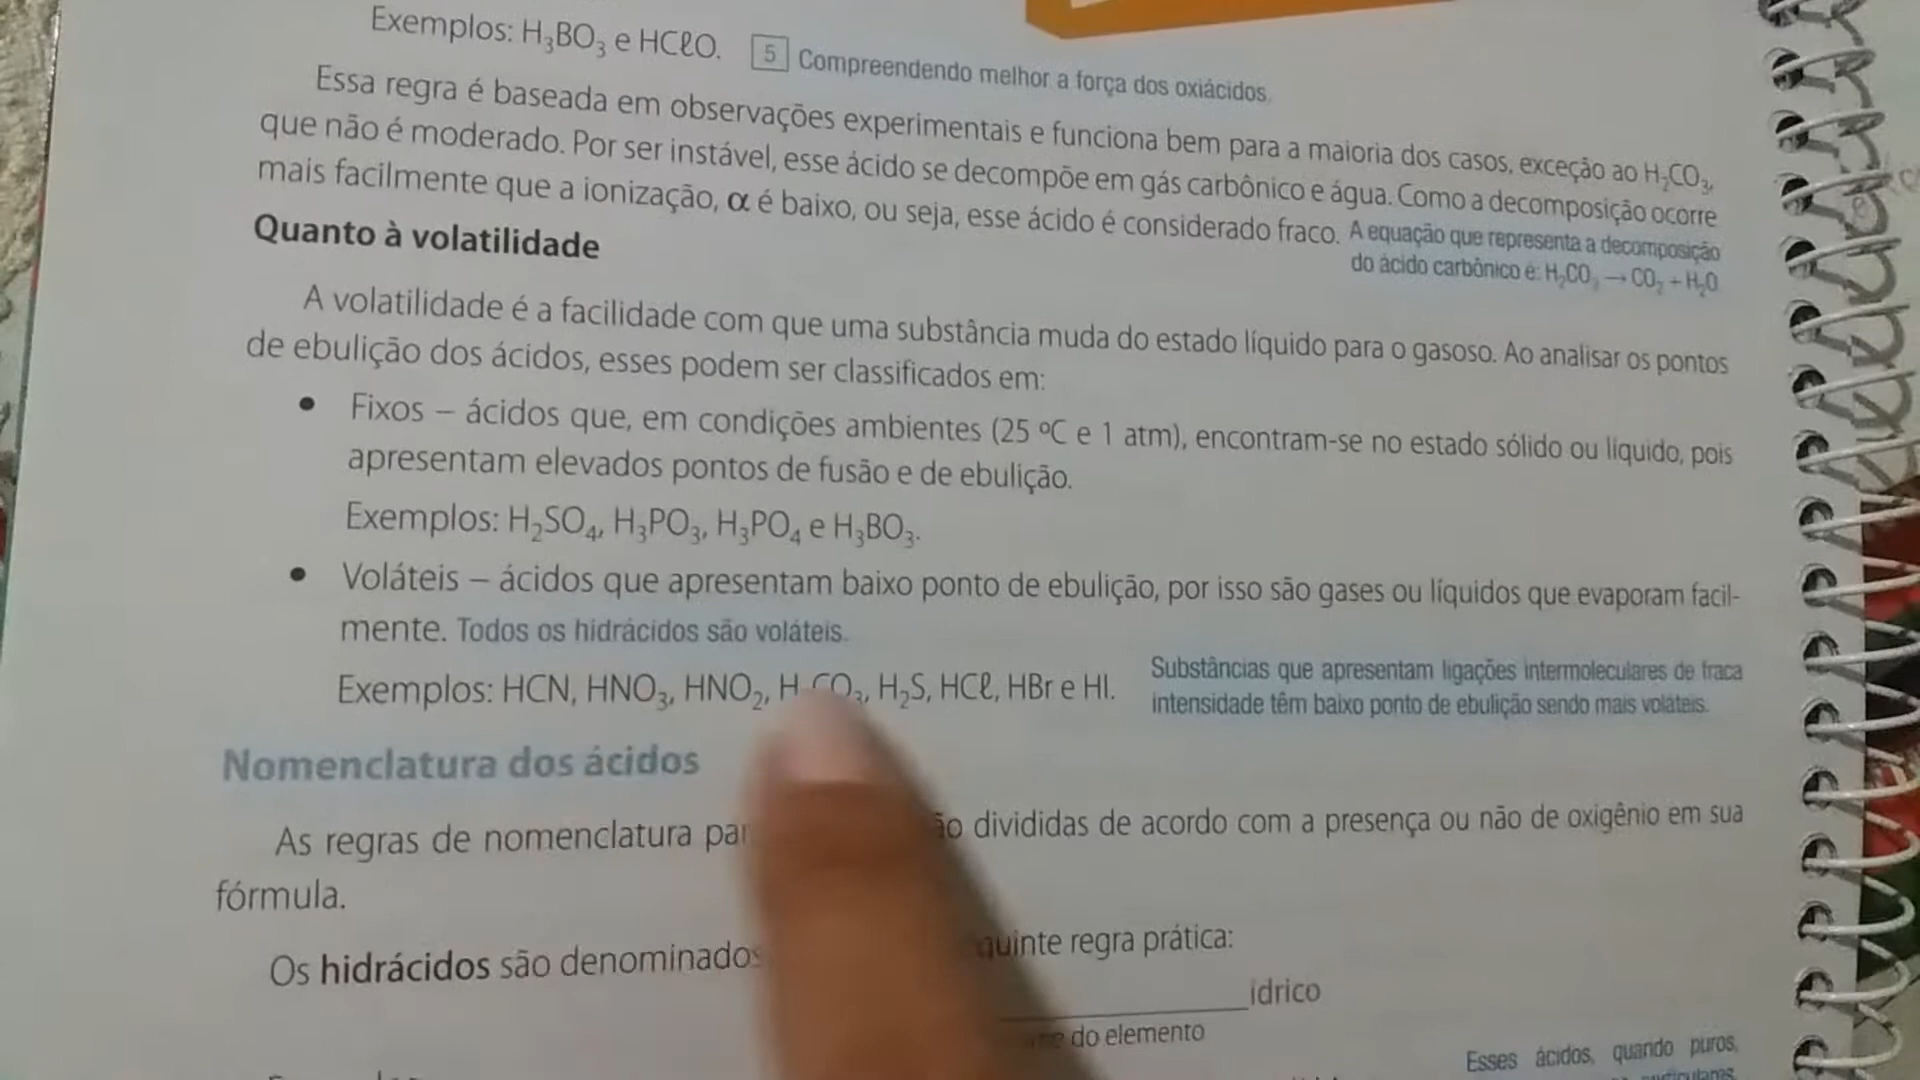 Exemplos: H₃BO₃ e HCℓO. 5 Compreendendo melhor a força dos oxiácidos.
Essa regra é baseada em observações experimentais e funciona bem para a maioria dos casos, exceção ao H₂CO₃,
que não é moderado. Por ser instável, esse ácido se decompõe em gás carbônico e água. Como a decomposição ocorre
mais facilmente que a ionização, α é baixo, ou seja, esse ácido é considerado fraco.
A equação que representa a decomposição
do ácido carbônico é: H₂CO₃ → CO₂ + H₂O
Quanto à volatilidade
A volatilidade é a facilidade com que uma substância muda do estado líquido para o gasoso. Ao analisar os pontos
de ebulição dos ácidos, esses podem ser classificados em:
• Fixos – ácidos que, em condições ambientes (25 ºC e 1 atm), encontram-se no estado sólido ou líquido, pois
apresentam elevados pontos de fusão e de ebulição.
Exemplos: H₂SO₄, H₃PO₃, H₃PO₄ e H₃BO₃.
• Voláteis – ácidos que apresentam baixo ponto de ebulição, por isso são gases ou líquidos que evaporam facil-
mente. Todos os hidrácidos são voláteis.
Exemplos: HCN, HNO₃, HNO₂, H CO₃, H₂S, HCℓ, HBr e HI.
Substâncias que apresentam ligações intermoleculares de fraca
intensidade têm baixo ponto de ebulição sendo mais voláteis.
Nomenclatura dos ácidos
As regras de nomenclatura divididas de acordo com a presença ou não de oxigênio em sua
fórmula.
Os hidrácidos são denominados regra prática:
ídrico
do elemento
Esses ácidos, quando puros,